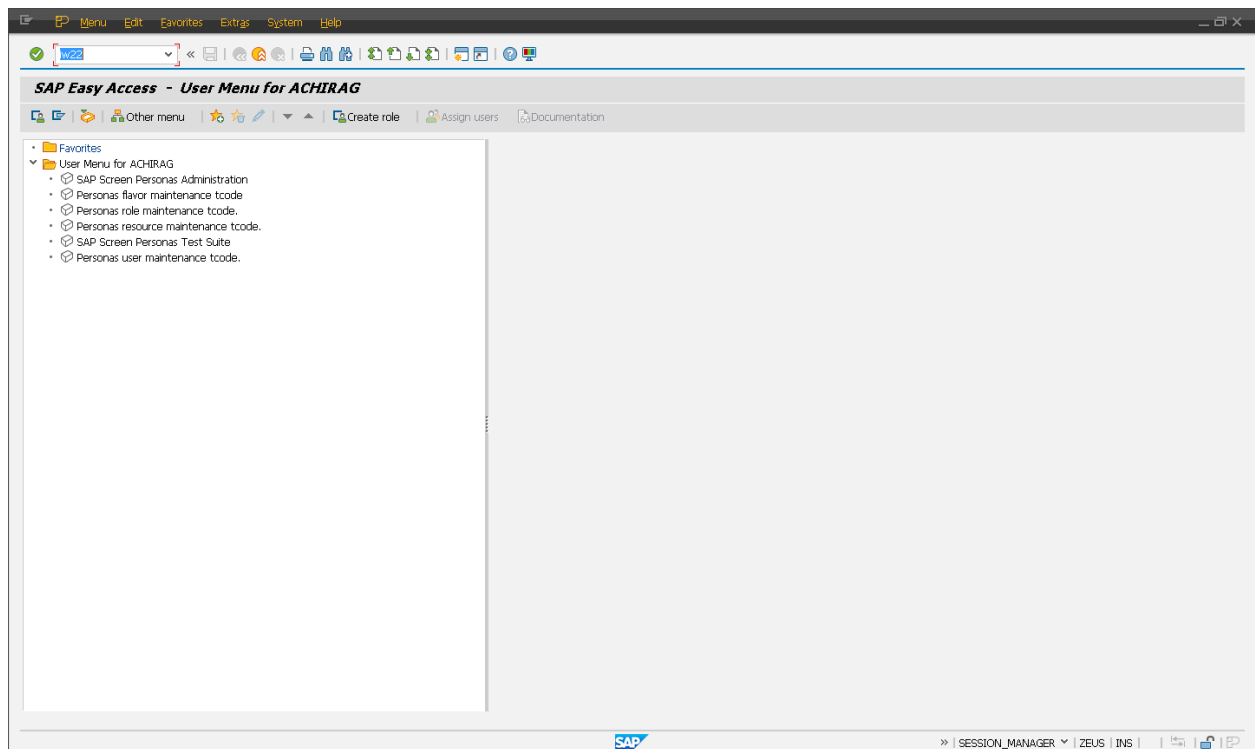 Menu Edit Favorites Extras System Help
iw22
SAP Easy Access - User Menu for ACHIRAG
Other menu Create role Assign users Documentation
Favorites
User Menu for ACHIRAG
SAP Screen Personas Administration
Personas flavor maintenance tcode
Personas role maintenance tcode.
Personas resource maintenance tcode.
SAP Screen Personas Test Suite
Personas user maintenance tcode.
SAP
SESSION_MANAGER ZEUS INS